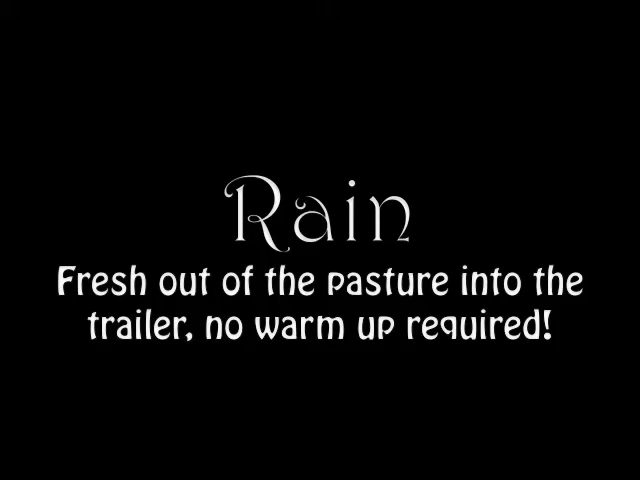 Rain
Fresh out of the pasture into the
trailer, no warm up required!